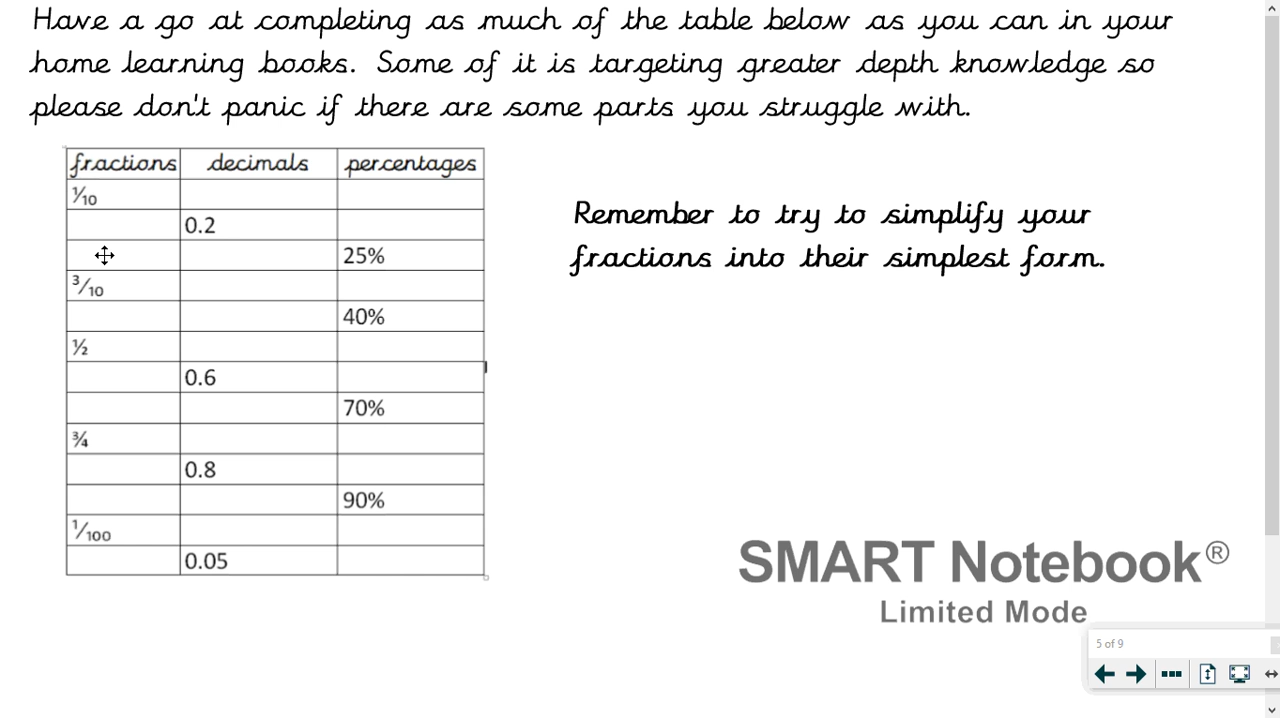 Have a go at completing as much of the table below as you can in your
home learning books. Some of it is targeting greater depth knowledge so
please don't panic if there are some parts you struggle with.
fractions decimals percentages
1/10
0.2
25%
3/10
40%
½
0.6
70%
¾
0.8
90%
1/100
0.05
Remember to try to simplify your
fractions into their simplest form.
SMART Notebook®
Limited Mode
5 of 9